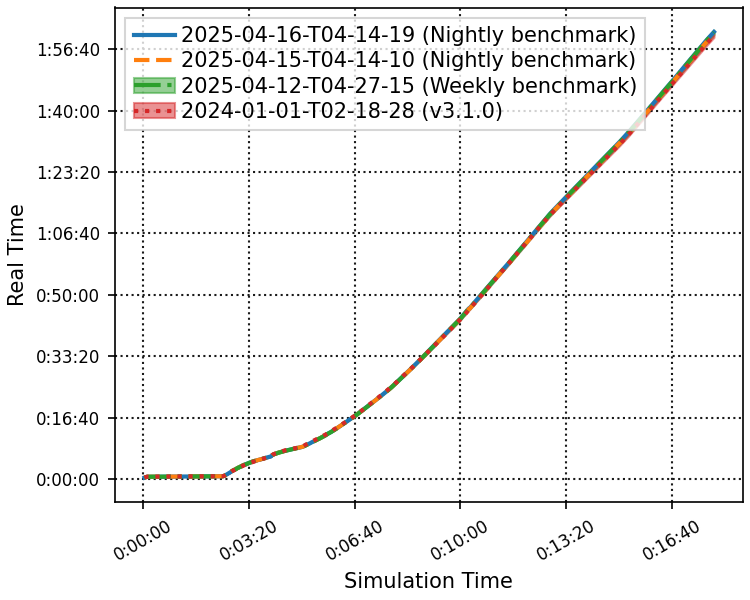 2025-04-16-T04-14-19 (Nightly benchmark)
2025-04-15-T04-14-10 (Nightly benchmark)
2025-04-12-T04-27-15 (Weekly benchmark)
2024-01-01-T02-18-28 (v3.1.0)
Real Time
1:56:40
1:40:00
1:23:20
1:06:40
0:50:00
0:33:20
0:16:40
0:00:00
0:00:00
0:03:20
0:06:40
0:10:00
0:13:20
0:16:40
Simulation Time